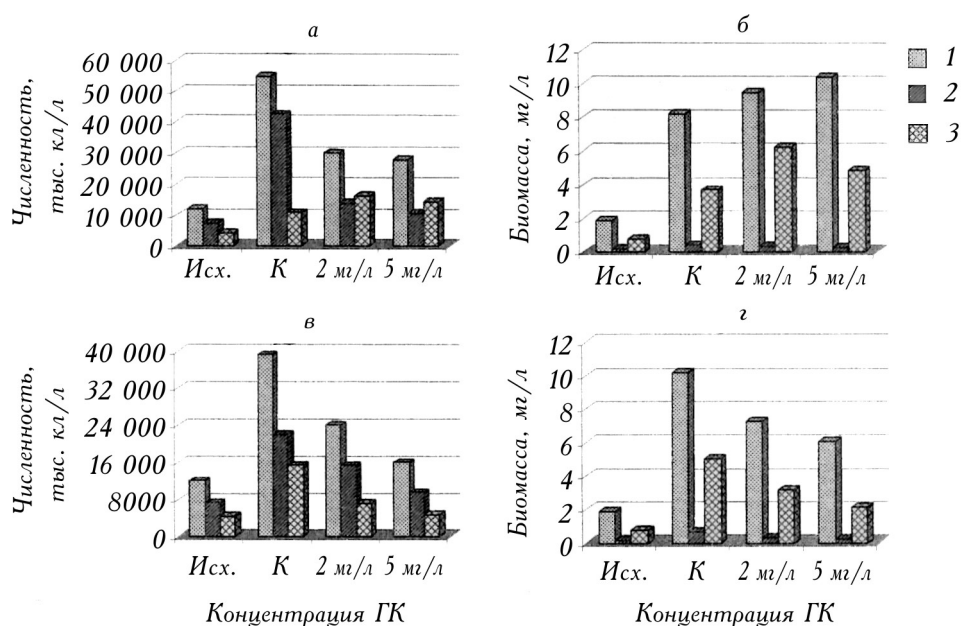 а
Численность,
тыс. кл/л
60 000
50 000
40 000
30 000
20 000
10 000
0
Исх. К 2 мг/л 5 мг/л
б
Биомасса, мг/л
12
10
8
6
4
2
0
Исх. К 2 мг/л 5 мг/л
1
2
3
в
Численность,
тыс. кл/л
40 000
32 000
24 000
16 000
8000
0
Исх. К 2 мг/л 5 мг/л
Концентрация ГК
г
Биомасса, мг/л
12
10
8
6
4
2
0
Исх. К 2 мг/л 5 мг/л
Концентрация ГК